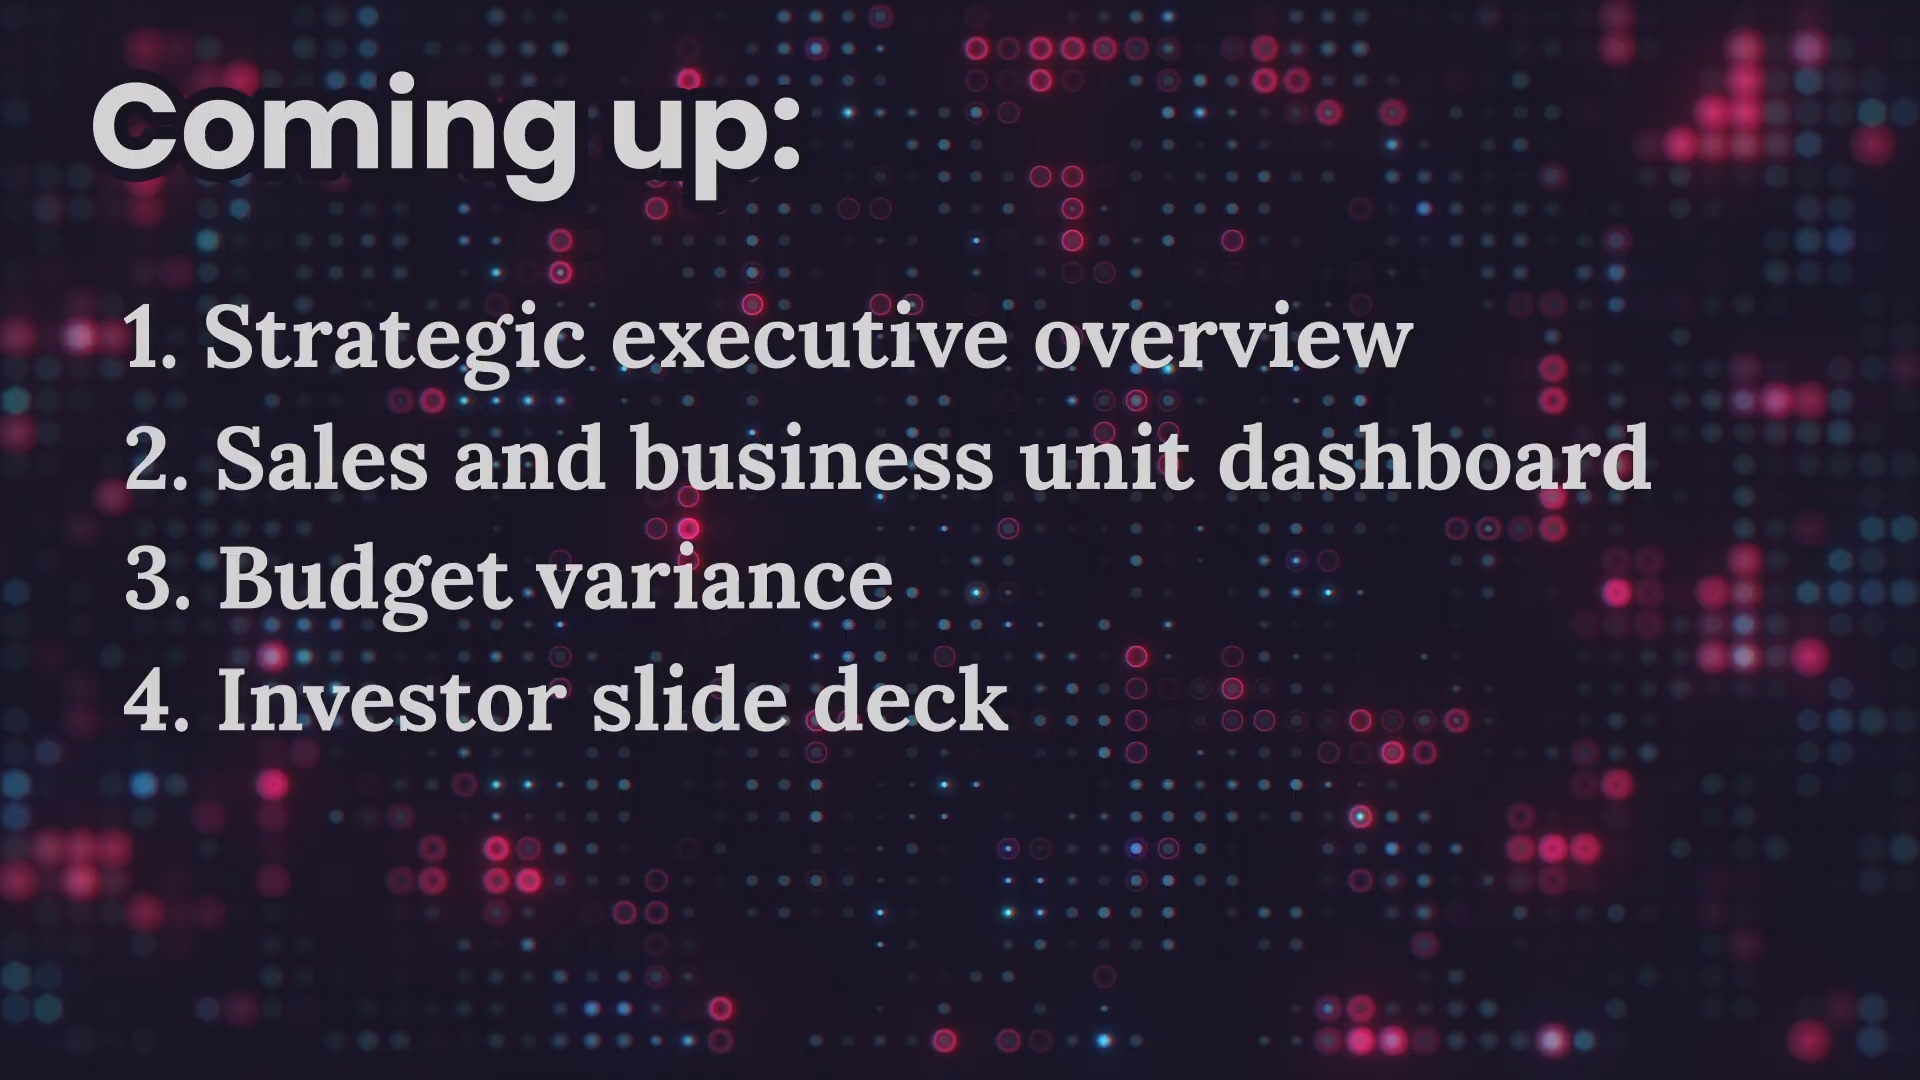 Coming up:
1. Strategic executive overview
2. Sales and business unit dashboard
3. Budget variance
4. Investor slide deck